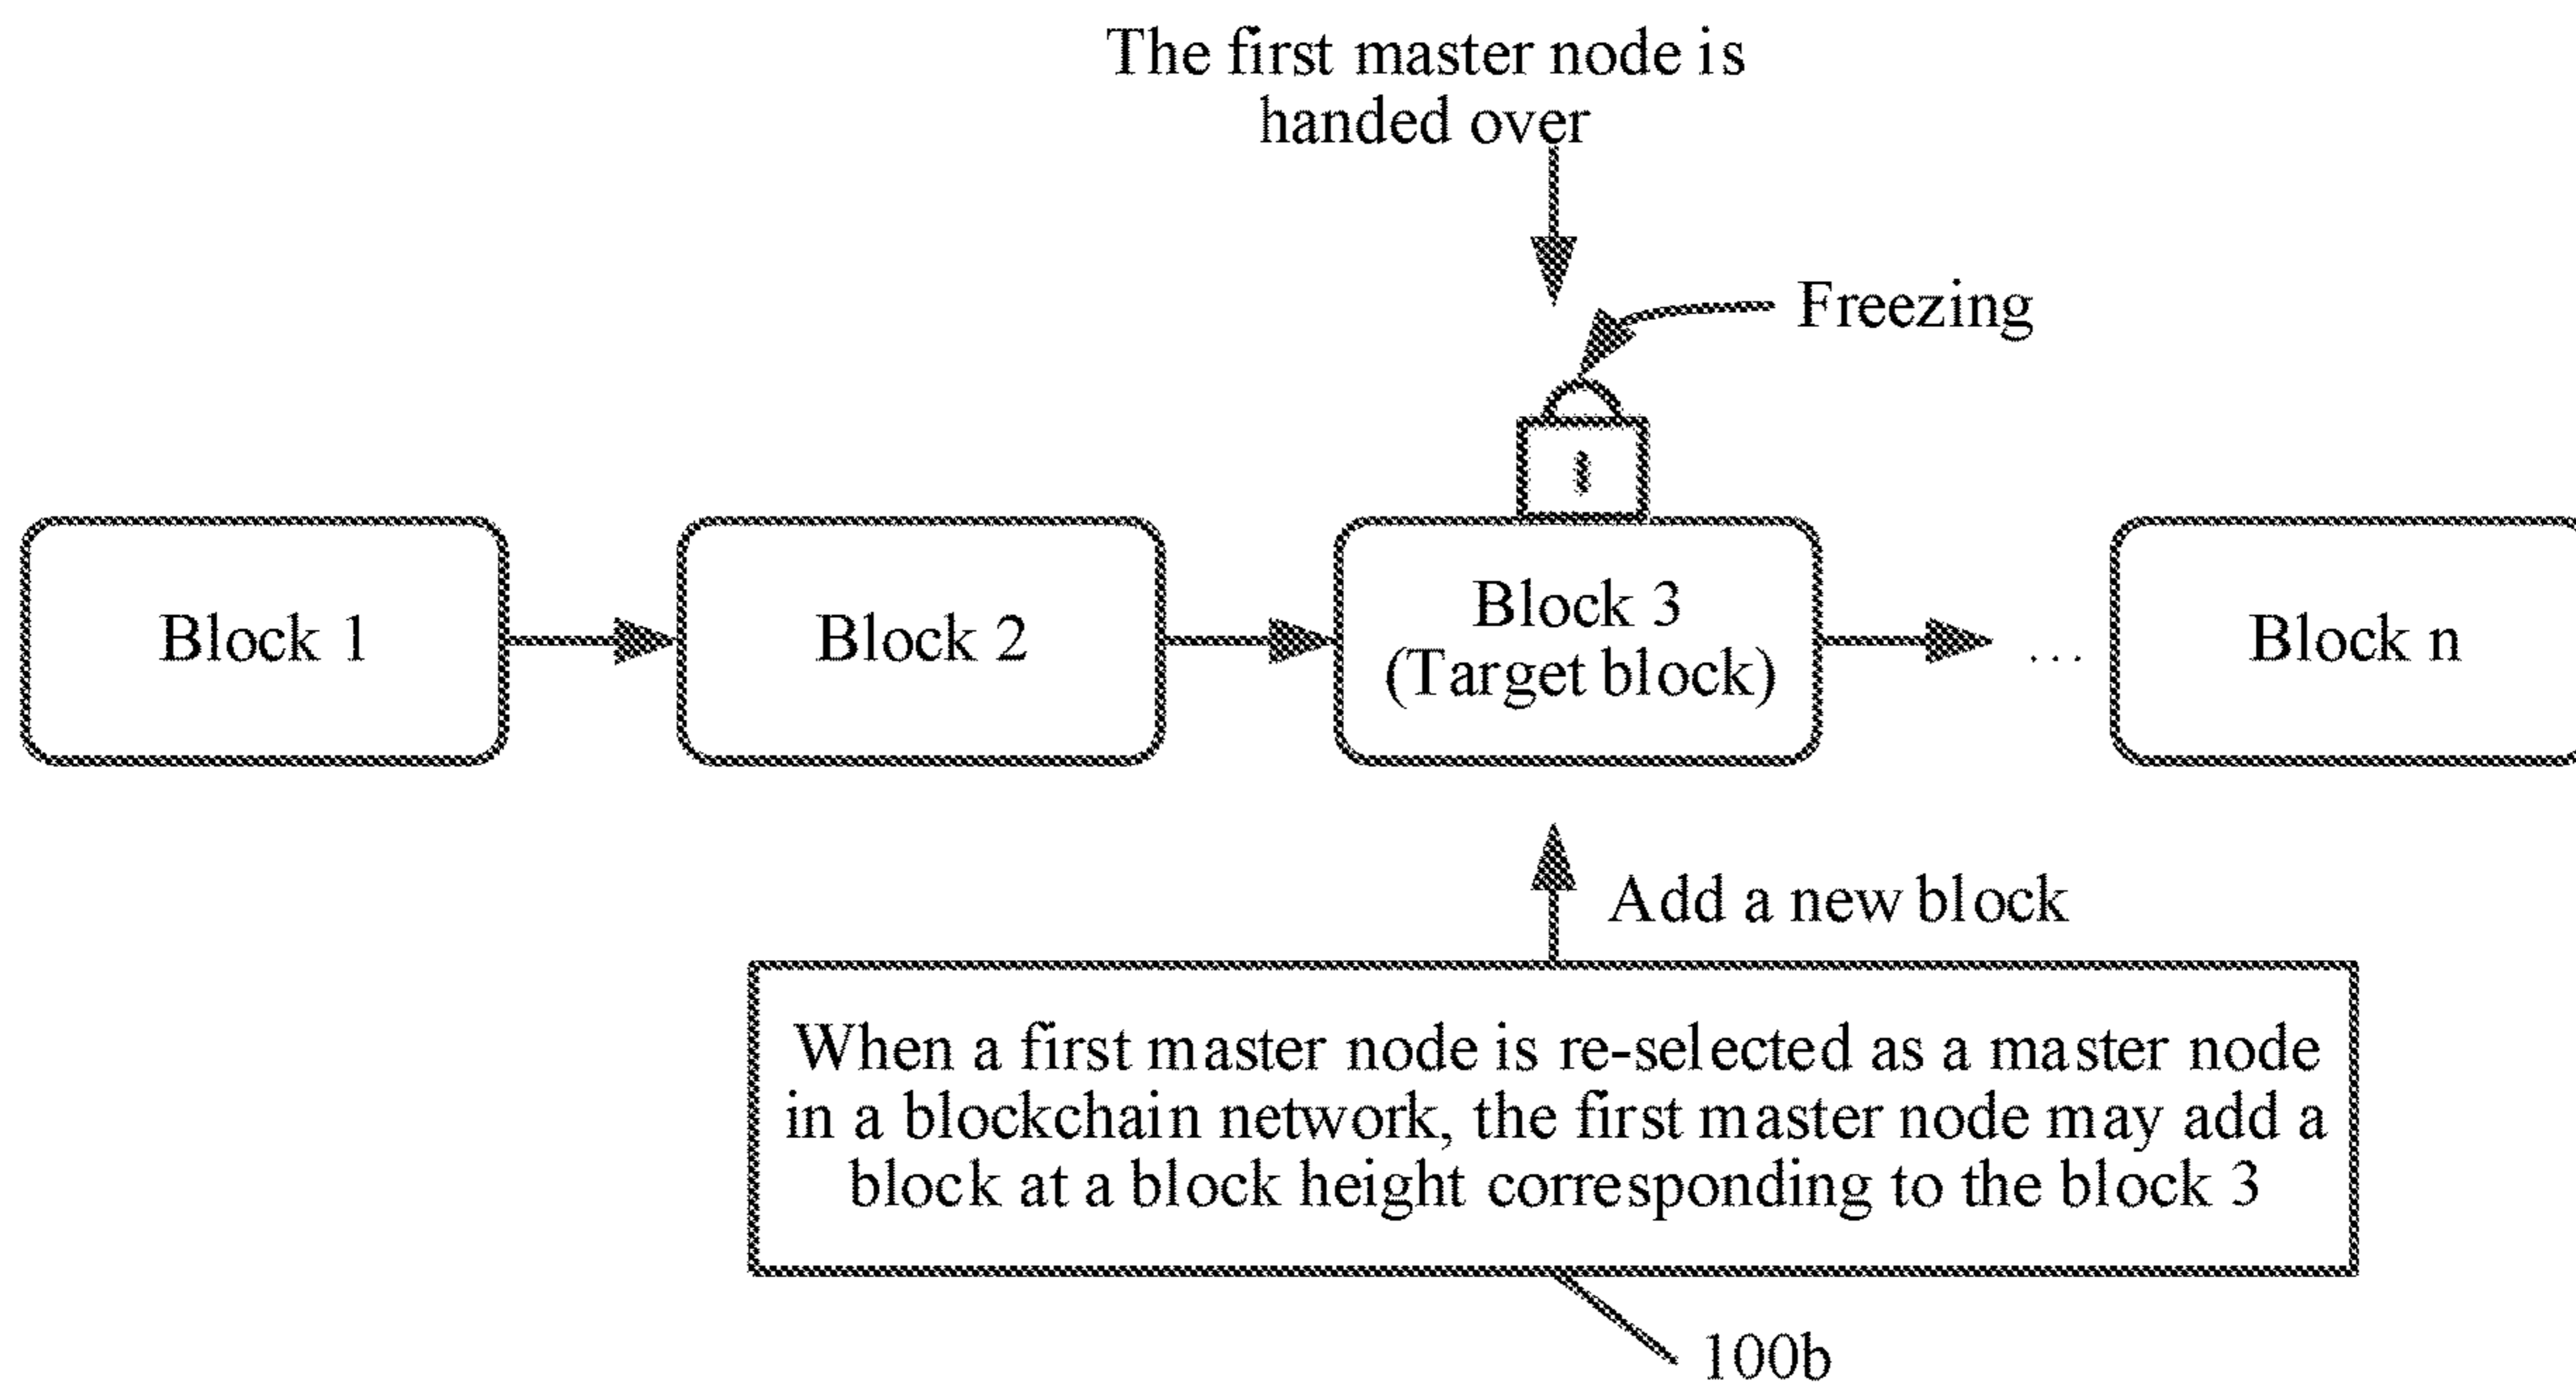 The first master node is
handed over
Freezing
Block 1
Block 2
Block 3
(Target block)
...
Block n
Add a new block
When a first master node is re-selected as a master node
in a blockchain network, the first master node may add a
block at a block height corresponding to the block 3
100b